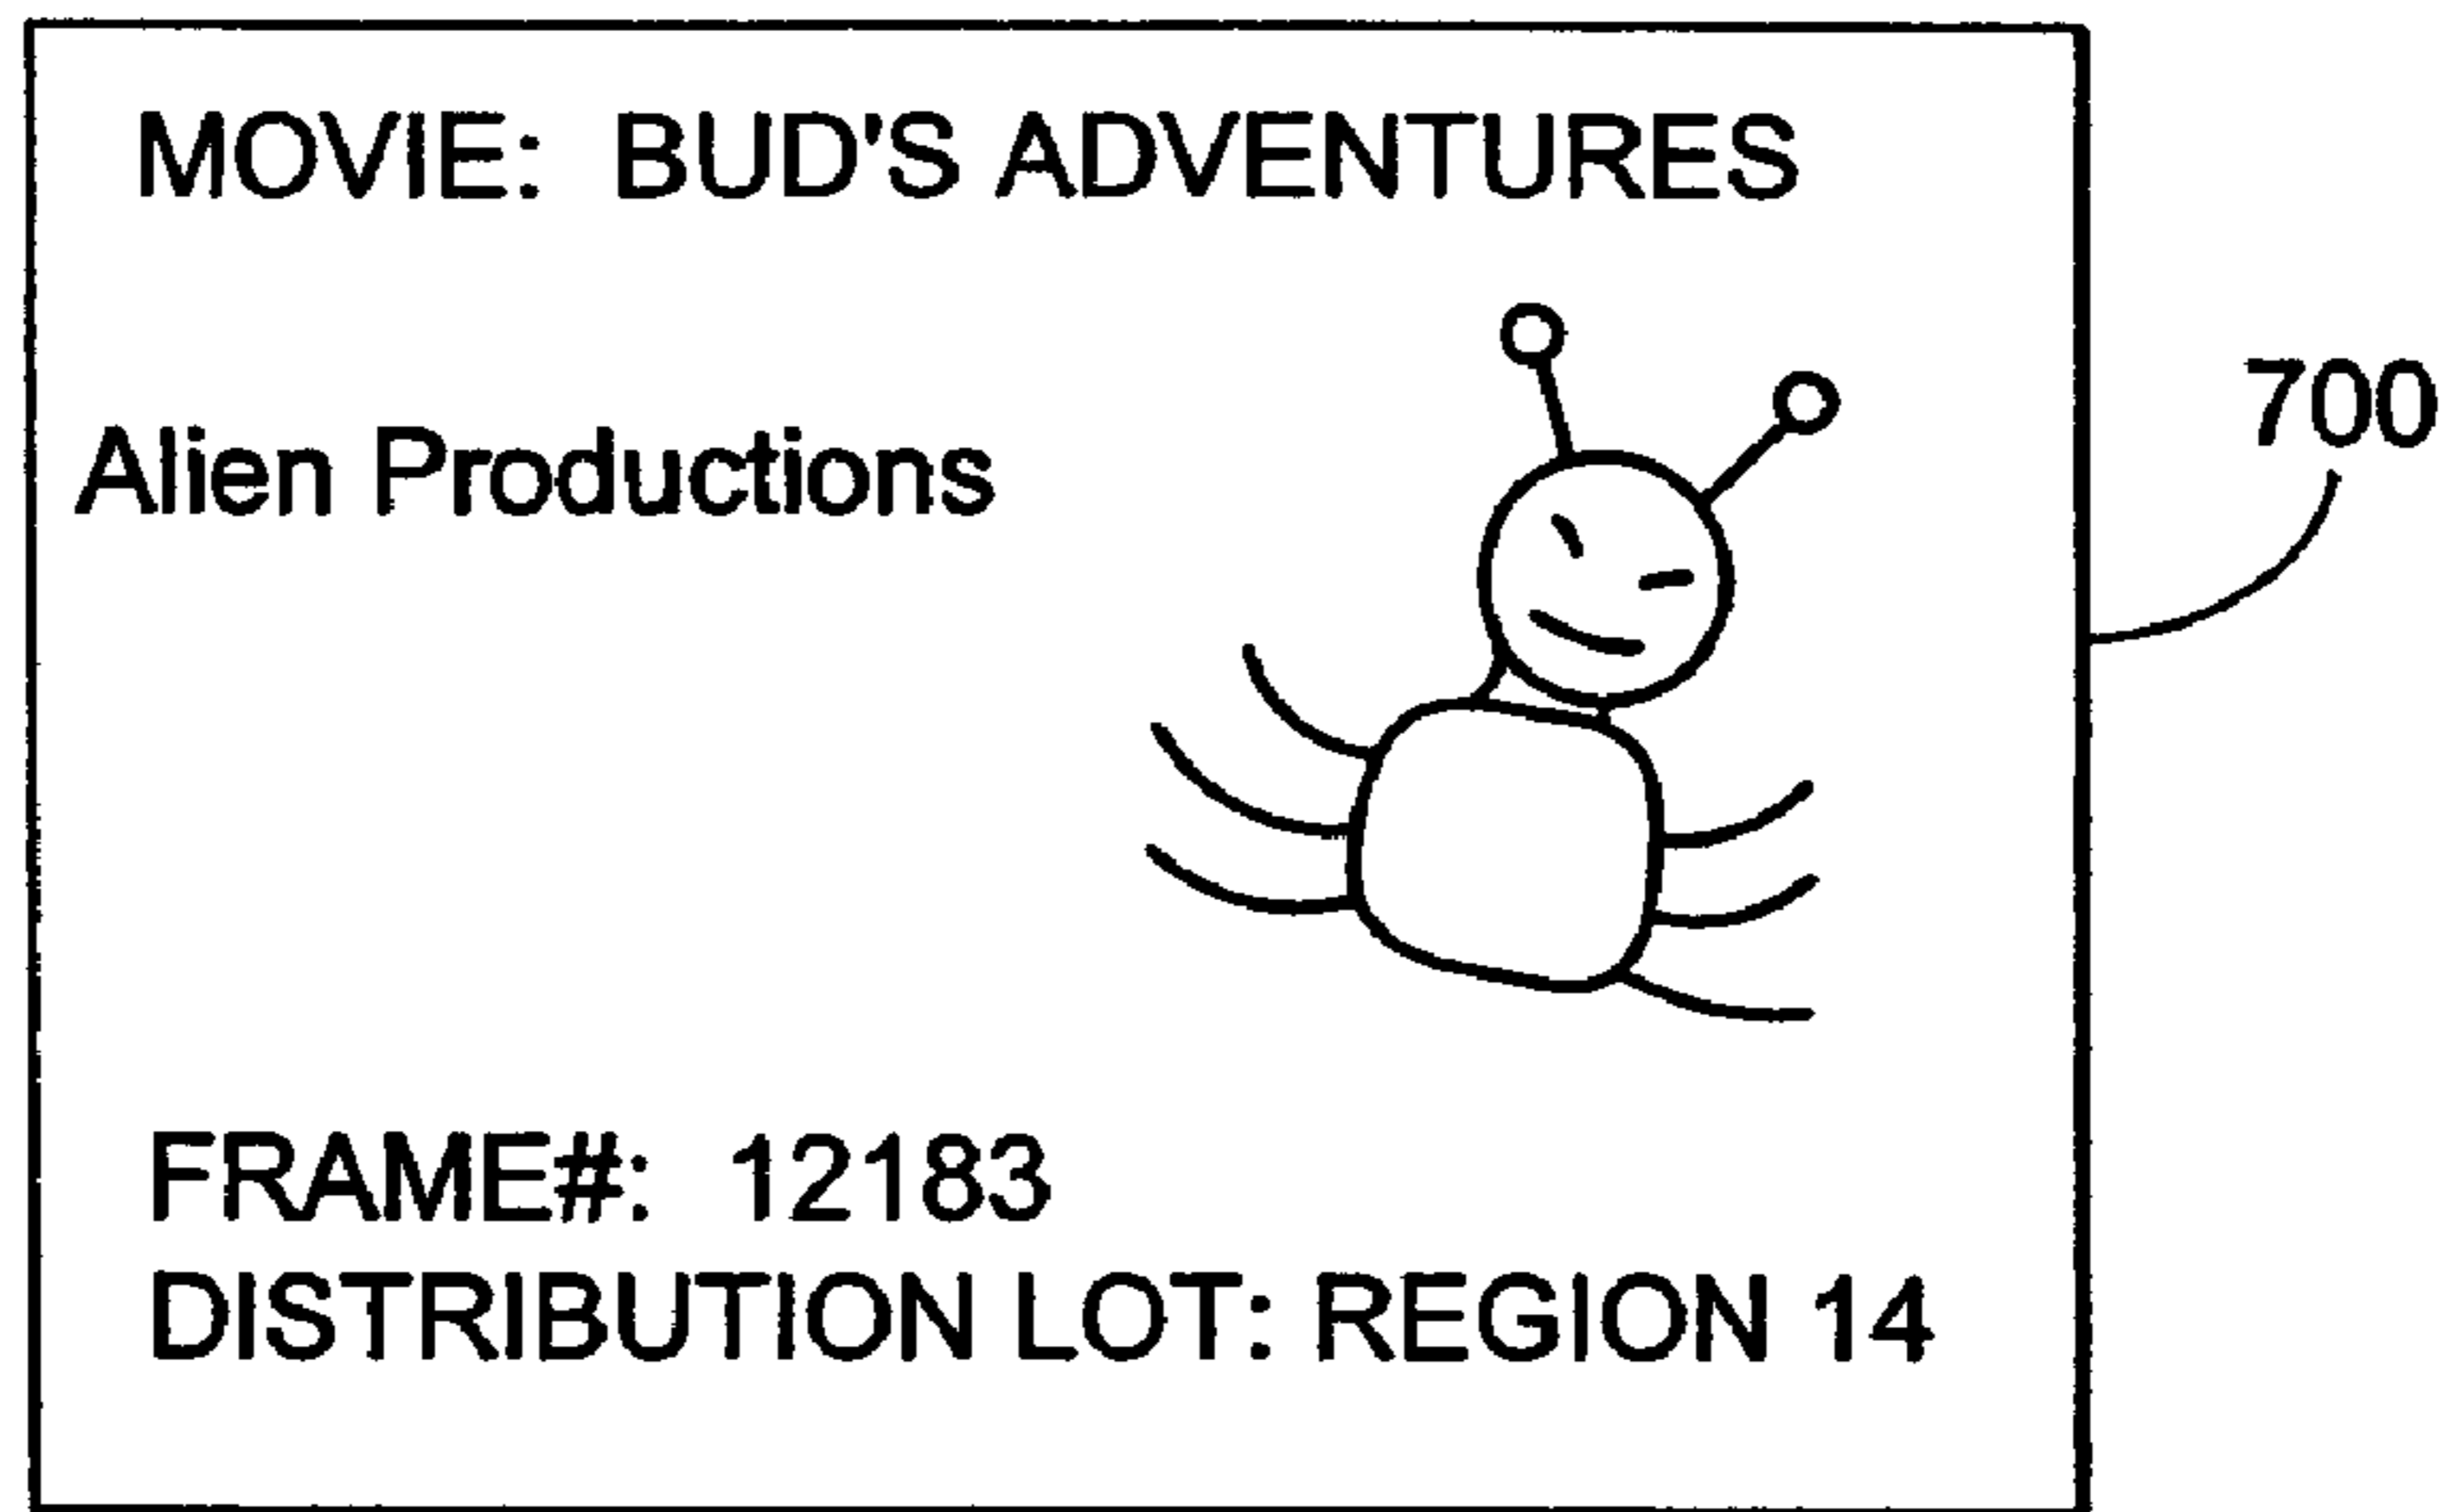 MOVIE: BUD'S ADVENTURES
Alien Productions
700
FRAME#: 12183
DISTRIBUTION LOT: REGION 14